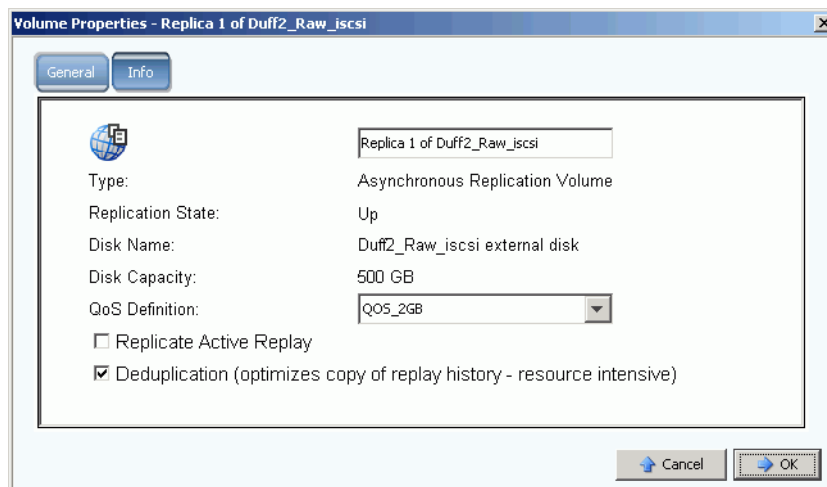 Volume Properties - Replica 1 of Duff2_Raw_iscsi
General Info
Replica 1 of Duff2_Raw_iscsi
Type: Asynchronous Replication Volume
Replication State: Up
Disk Name: Duff2_Raw_iscsi external disk
Disk Capacity: 500 GB
QoS Definition: QOS_2GB
Replicate Active Replay
Deduplication (optimizes copy of replay history - resource intensive)
Cancel OK